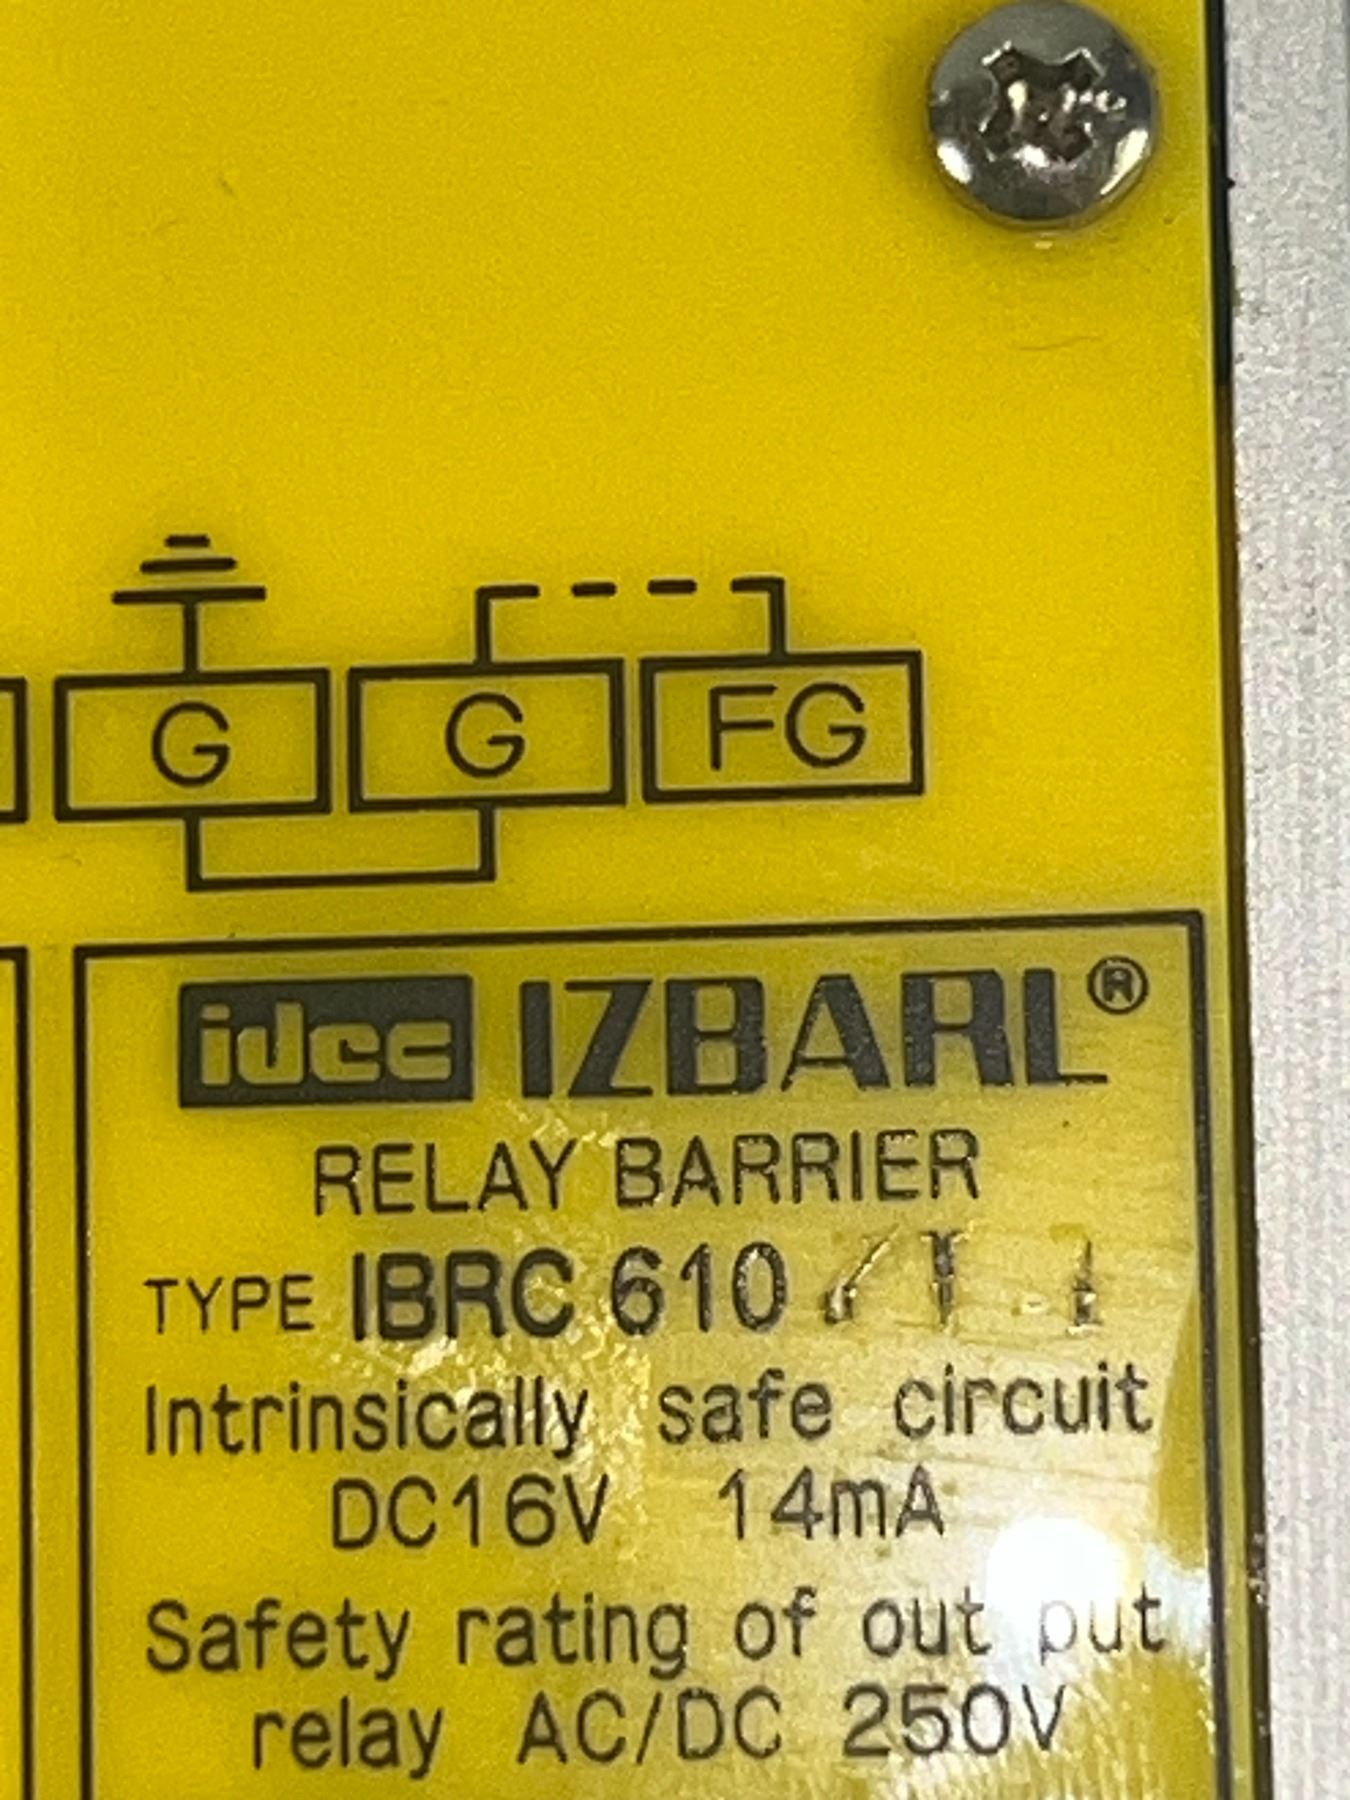 G G FG
idec IZBARL®
RELAY BARRIER
TYPE IBRC 610
Intrinsically safe circuit
DC16V 14mA
Safety rating of out put
relay AC/DC 250V